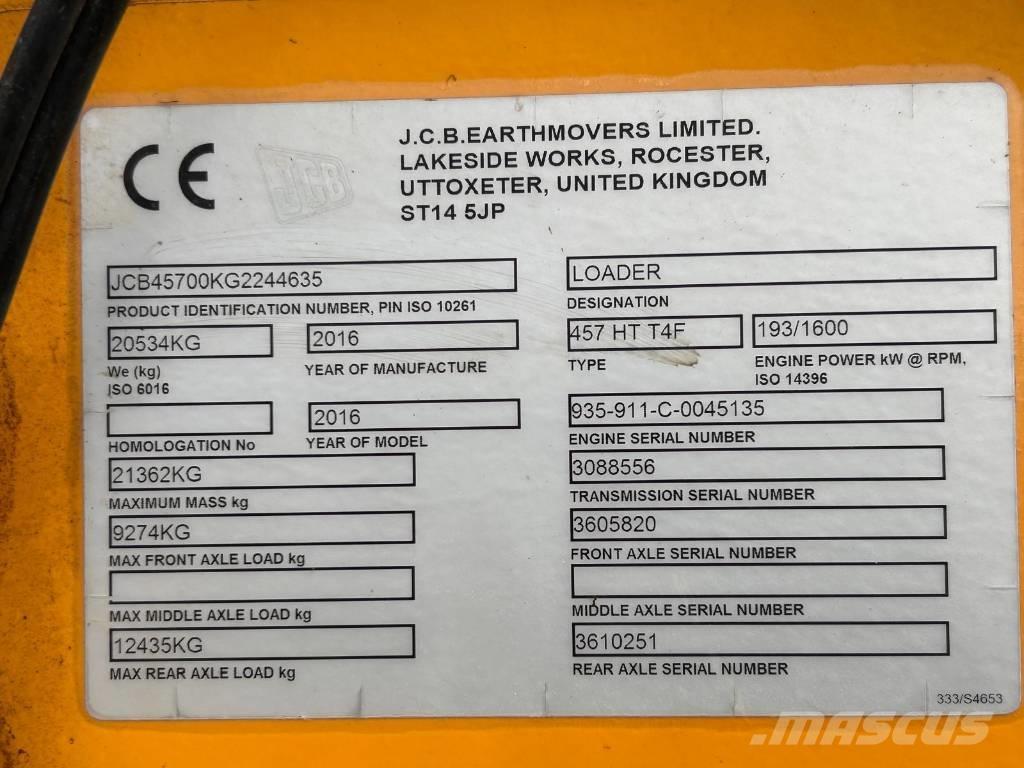 CE
JCB
J.C.B.EARTHMOVERS LIMITED.
LAKESIDE WORKS, ROCESTER,
UTTOXETER, UNITED KINGDOM
ST14 5JP
JCB45700KG2244635
PRODUCT IDENTIFICATION NUMBER, PIN ISO 10261
20534KG
We (kg)
ISO 6016
2016
YEAR OF MANUFACTURE
HOMOLOGATION No
2016
YEAR OF MODEL
21362KG
MAXIMUM MASS kg
9274KG
MAX FRONT AXLE LOAD kg
MAX MIDDLE AXLE LOAD kg
12435KG
MAX REAR AXLE LOAD kg
LOADER
DESIGNATION
457 HT T4F
TYPE
193/1600
ENGINE POWER kW @ RPM,
ISO 14396
935-911-C-0045135
ENGINE SERIAL NUMBER
3088556
TRANSMISSION SERIAL NUMBER
3605820
FRONT AXLE SERIAL NUMBER
MIDDLE AXLE SERIAL NUMBER
3610251
REAR AXLE SERIAL NUMBER
333/S4653
MASCUS